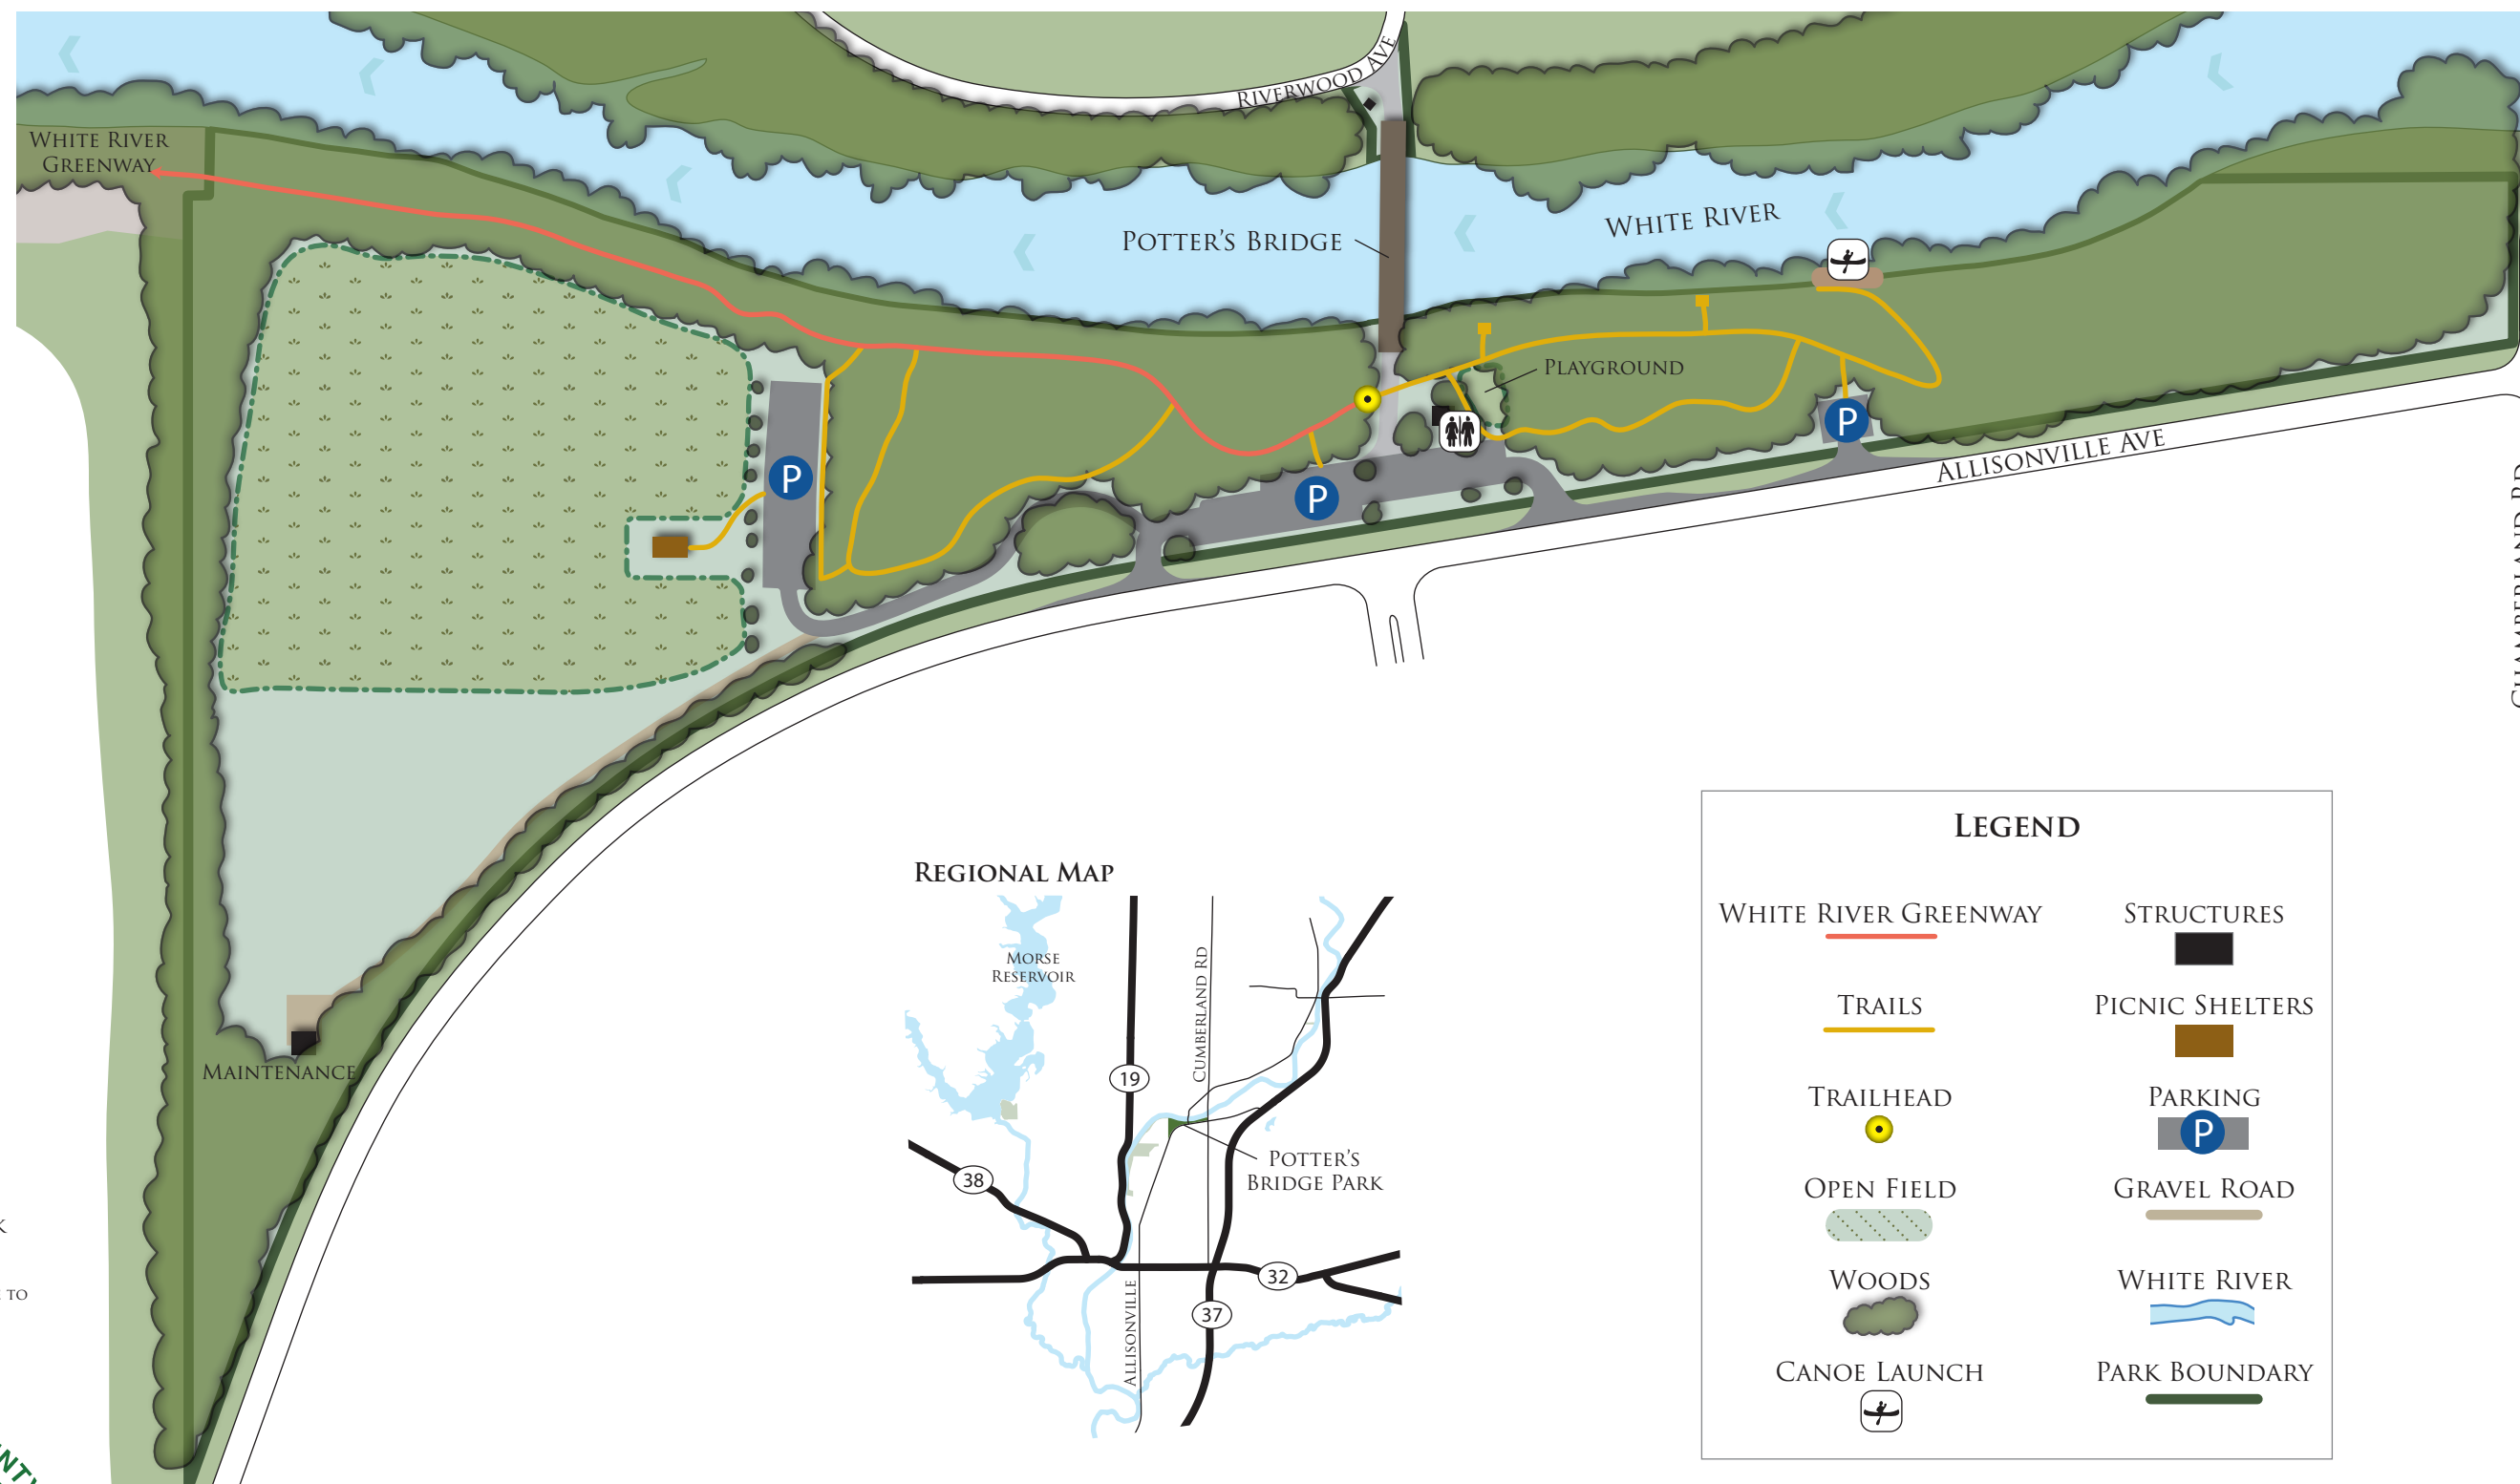 Riverwood Ave
White River
Greenway
Potter's Bridge
White River
Playground
P
P
P
Allisonville Ave
Maintenance
Regional Map
Morse
Reservoir
Cumberland Rd
19
38
Potter's
Bridge Park
32
37
Allisonville
Legend
White River Greenway
Structures
Trails
Picnic Shelters
Trailhead
Parking
P
Open Field
Gravel Road
Woods
White River
Canoe Launch
Park Boundary
to